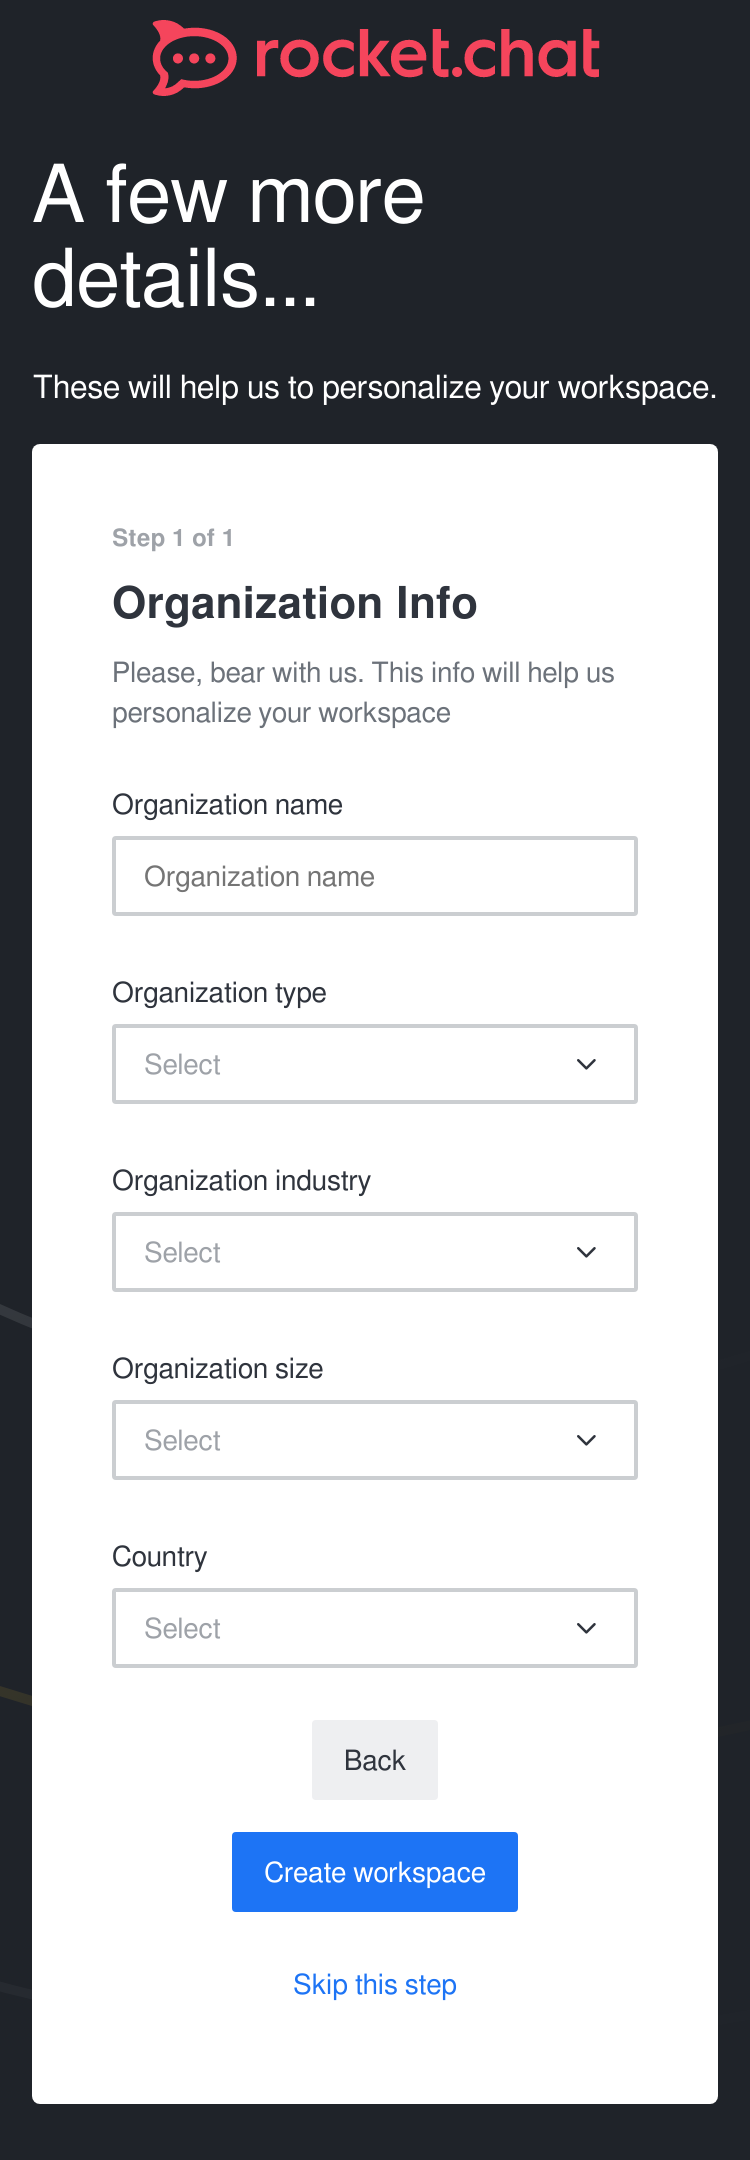 rocket.chat
A few more
details...
These will help us to personalize your workspace.
Step 1 of 1
Organization Info
Please, bear with us. This info will help us
personalize your workspace
Organization name
Organization name
Organization type
Select
Organization industry
Select
Organization size
Select
Country
Select
Back
Create workspace
Skip this step